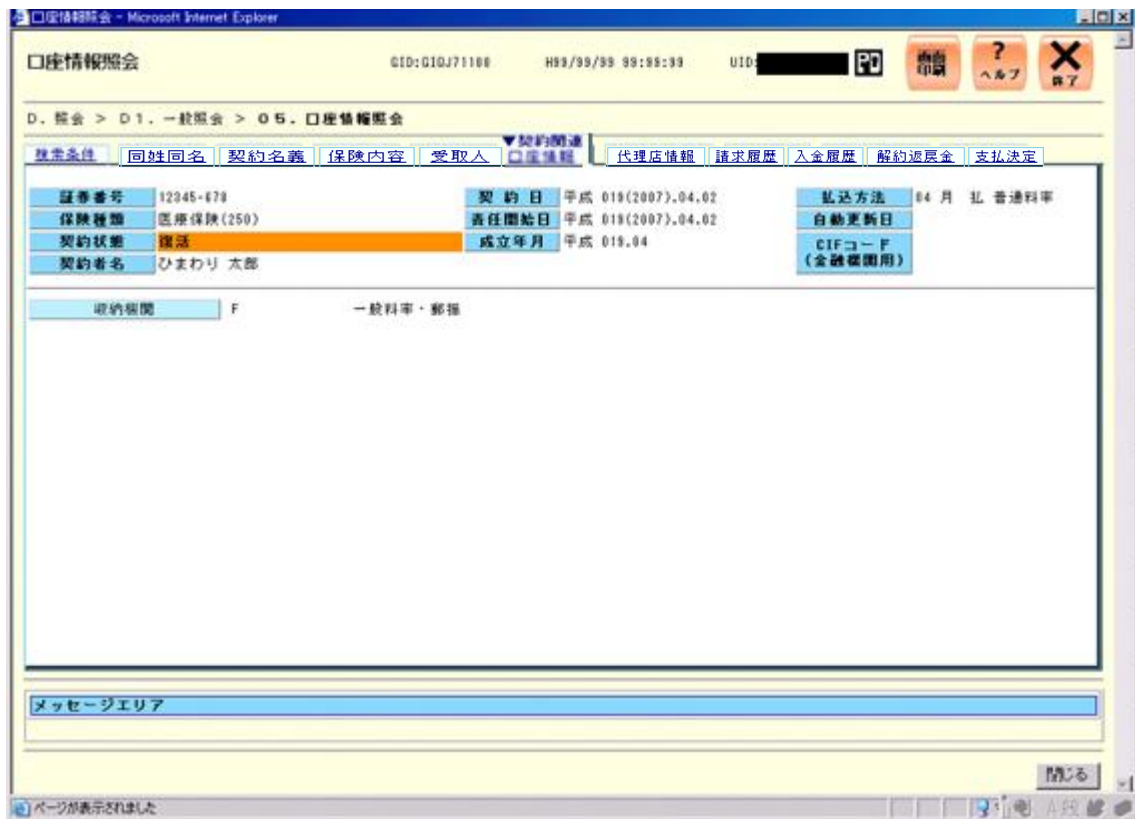 口座情報照会 - Microsoft Internet Explorer
口座情報照会 GID:GIQJ71100 H99/99/99 99:99:99 UID: PD 画面印刷 ? ヘルプ 終了
D. 照会 > D1. 一般照会 > 05. 口座情報照会
▼契約関連
検索条件 同姓同名 契約名義 保険内容 受取人 口座情報 代理店情報 請求履歴 入金履歴 解約返戻金 支払決定
証券番号 12345-678 契約日 平成 019(2007).04.02 払込方法 04 月 払 普通料率
保険種類 医療保険(250) 責任開始日 平成 019(2007).04.02 自動更新日
契約状態 復活 成立年月 平成 019.04 CIFコード
契約者名 ひまわり 太郎 (金融機関用)
収納機関 F 一般料率・郵振
メッセージエリア
閉じる
ページが表示されました